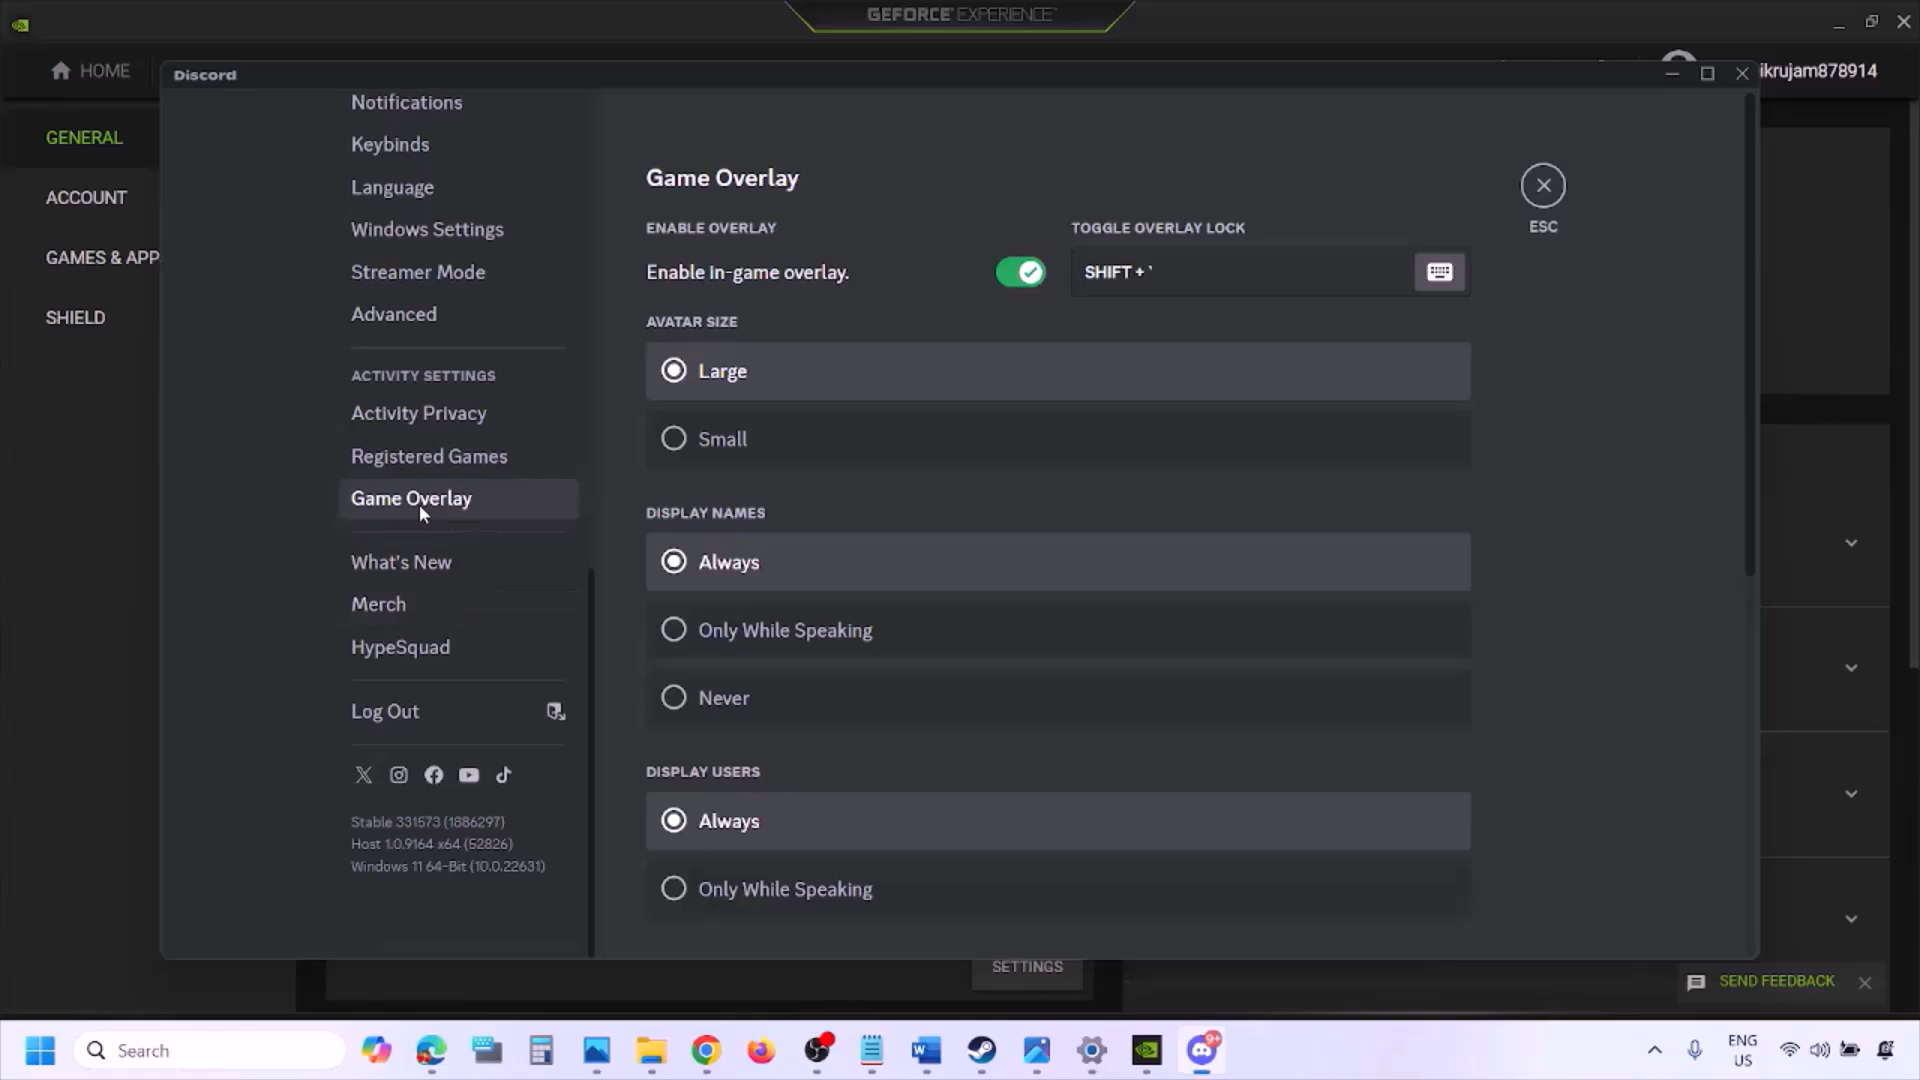 GEFORCE EXPERIENCE
HOME
ikrujam878914
GENERAL
ACCOUNT
GAMES & APP
SHIELD
Discord
Notifications
Keybinds
Language
Windows Settings
Streamer Mode
Advanced
ACTIVITY SETTINGS
Activity Privacy
Registered Games
Game Overlay
What's New
Merch
HypeSquad
Log Out
Stable 331573 (1886297)
Host 1.0.9164 x64 (52826)
Windows 11 64-Bit (10.0.22631)
Game Overlay
ESC
ENABLE OVERLAY
Enable in-game overlay.
TOGGLE OVERLAY LOCK
SHIFT + `
AVATAR SIZE
Large
Small
DISPLAY NAMES
Always
Only While Speaking
Never
DISPLAY USERS
Always
Only While Speaking
SETTINGS
SEND FEEDBACK
Search
9+
ENG
US